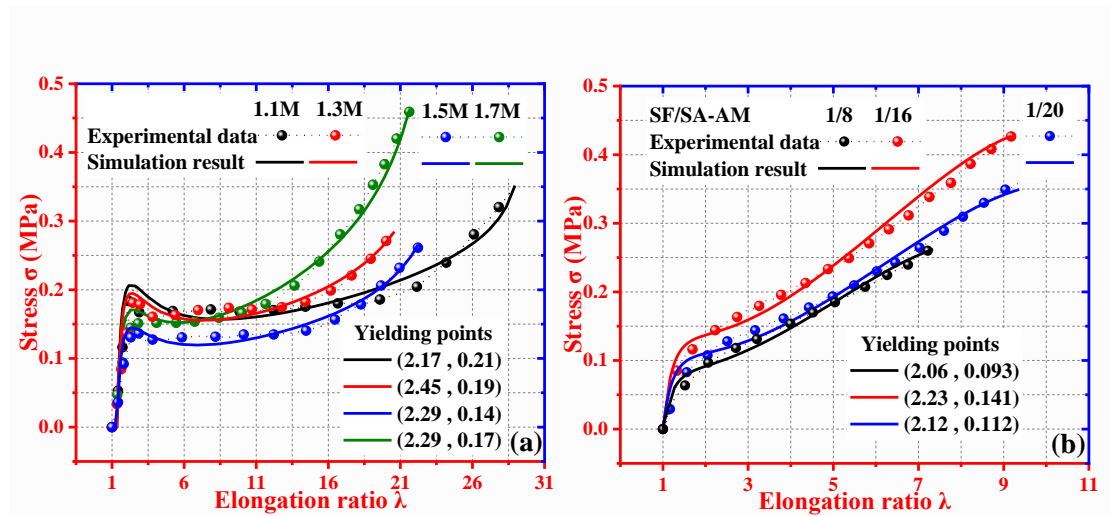 0.5
0.4
0.3
0.2
0.1
0.0
Stress σ (MPa)
1.1M 1.3M 1.5M 1.7M
Experimental data
Simulation result
Yielding points
(2.17 , 0.21)
(2.45 , 0.19)
(2.29 , 0.14)
(2.29 , 0.17)
(a)
1 6 11 16 21 26 31
Elongation ratio λ
0.5
0.4
0.3
0.2
0.1
0.0
Stress σ (MPa)
SF/SA-AM 1/8 1/16 1/20
Experimental data
Simulation result
Yielding points
(2.06 , 0.093)
(2.23 , 0.141)
(2.12 , 0.112)
(b)
1 3 5 7 9 11
Elongation ratio λ